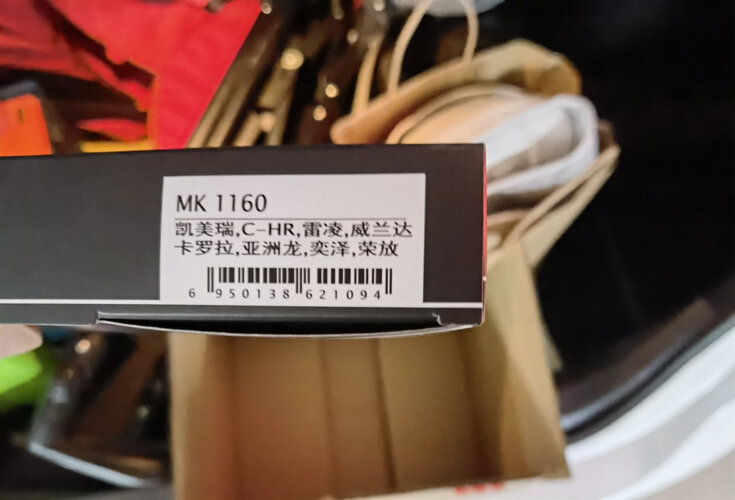 MK 1160
凯美瑞,C-HR,雷凌,威兰达
卡罗拉,亚洲龙,奕泽,荣放
6 950138 621094